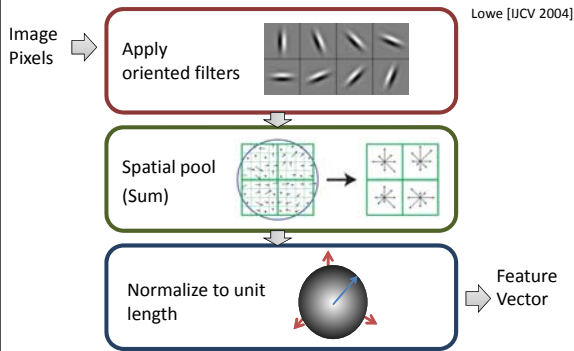 Lowe [IJCV 2004]
Image
Pixels
Apply
oriented filters
Spatial pool
(Sum)
Normalize to unit
length
Feature
Vector